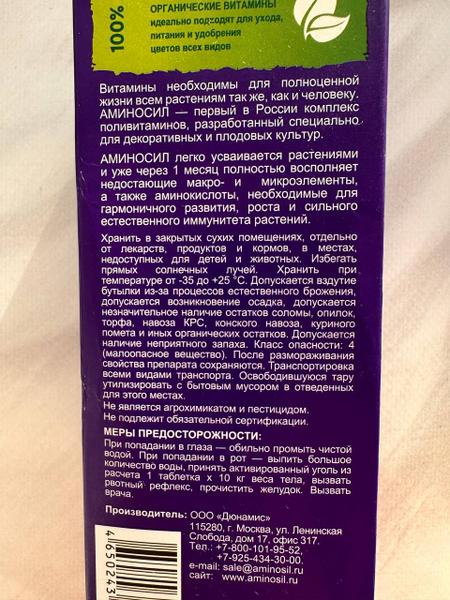 100%
ОРГАНИЧЕСКИЕ ВИТАМИНЫ
идеально подходят для ухода,
питания и удобрения
цветов всех видов
Витамины необходимы для полноценной
жизни всем растениям так же, как и человеку.
АМИНОСИЛ — первый в России комплекс
поливитаминов, разработанный специально
для декоративных и плодовых культур.
АМИНОСИЛ легко усваивается растениями
и уже через 1 месяц полностью восполняет
недостающие макро- и микроэлементы,
а также аминокислоты, необходимые для
гармоничного развития, роста и сильного
естественного иммунитета растений.
Хранить в закрытых сухих помещениях, отдельно
от лекарств, продуктов и кормов, в местах,
недоступных для детей и животных. Избегать
прямых солнечных лучей. Хранить при
температуре от -35 до +25 °С. Допускается вздутие
бутылки из-за процессов естественного брожения,
допускается возникновение осадка, допускается
незначительное наличие остатков соломы, опилок,
торфа, навоза КРС, конского навоза, куриного
помета и иных органических остатков. Допускается
наличие неприятного запаха. Класс опасности: 4
(малоопасное вещество). После размораживания
свойства препарата сохраняются. Транспортировка
всеми видами транспорта. Освободившуюся тару
утилизировать с бытовым мусором в отведенных
для этого местах.
Не является агрохимикатом и пестицидом.
Не подлежит обязательной сертификации.
МЕРЫ ПРЕДОСТОРОЖНОСТИ:
При попадании в глаза — обильно промыть чистой
водой. При попадании в рот — выпить большое
количество воды, принять активированный уголь из
расчета 1 таблетка х 10 кг веса тела, вызвать
рвотный рефлекс, прочистить желудок. Вызвать
врача.
Производитель: ООО «Дюнамис»
115280, г. Москва, ул. Ленинская
Слобода, дом 17, офис 317.
Тел.: +7-800-101-95-52,
+7-925-434-30-00.
e-mail: sale@aminosil.com
сайт: www.aminosil.com
4650243